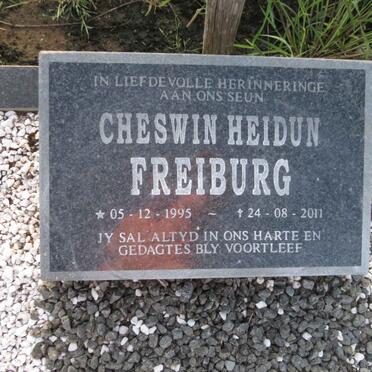 IN LIEFDEVOLLE HERINNERINGE
AAN ONS SEUN
CHESWIN HEIDUN
FREIBURG
★ 05 - 12 - 1995 ~ ✝ 24 - 08 - 2011
JY SAL ALTYD IN ONS HARTE EN
GEDAGTES BLY VOORTLEEF